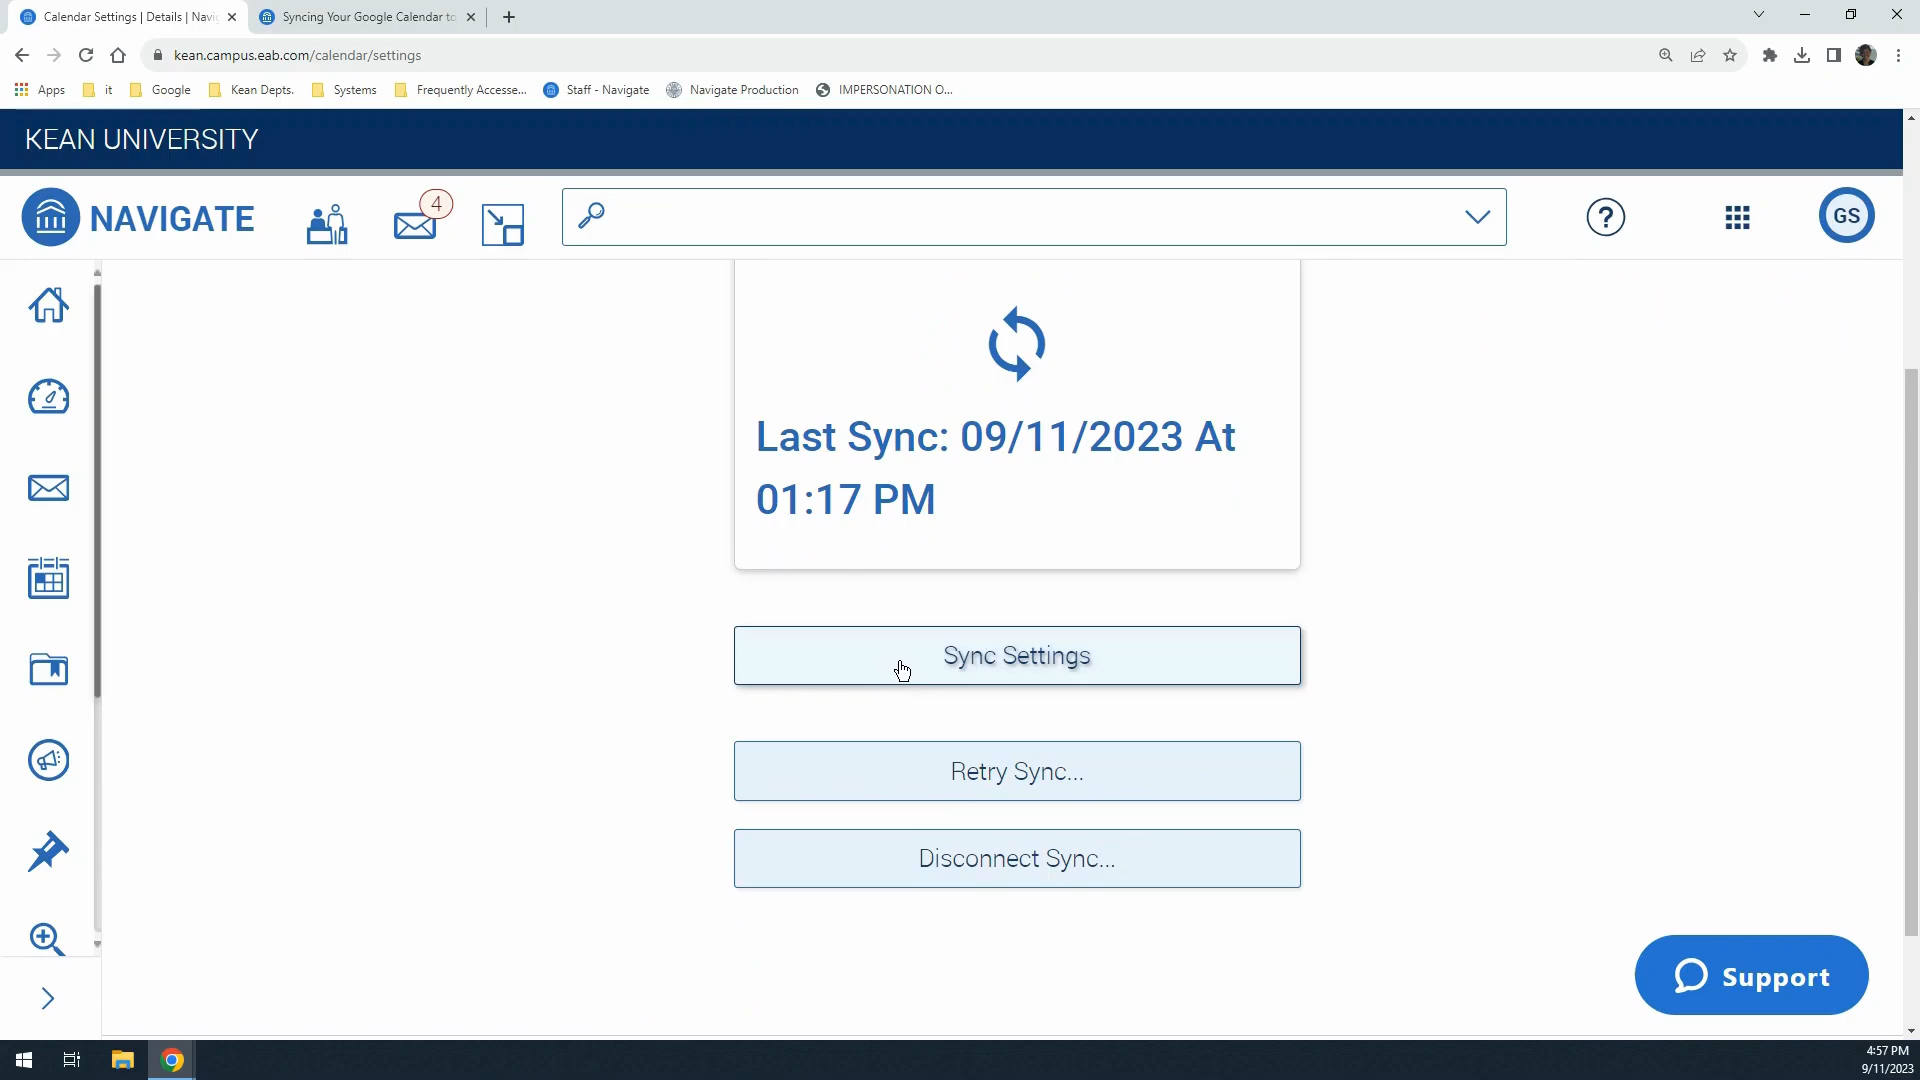 Calendar Settings | Details | Navi
Syncing Your Google Calendar to
kean.campus.eab.com/calendar/settings
Apps
it
Google
Kean Depts.
Systems
Frequently Accesse...
Staff - Navigate
Navigate Production
IMPERSONATION O...
KEAN UNIVERSITY
NAVIGATE
4
?
GS
Last Sync: 09/11/2023 At
01:17 PM
Sync Settings
Retry Sync...
Disconnect Sync...
Support
4:57 PM
9/11/2023